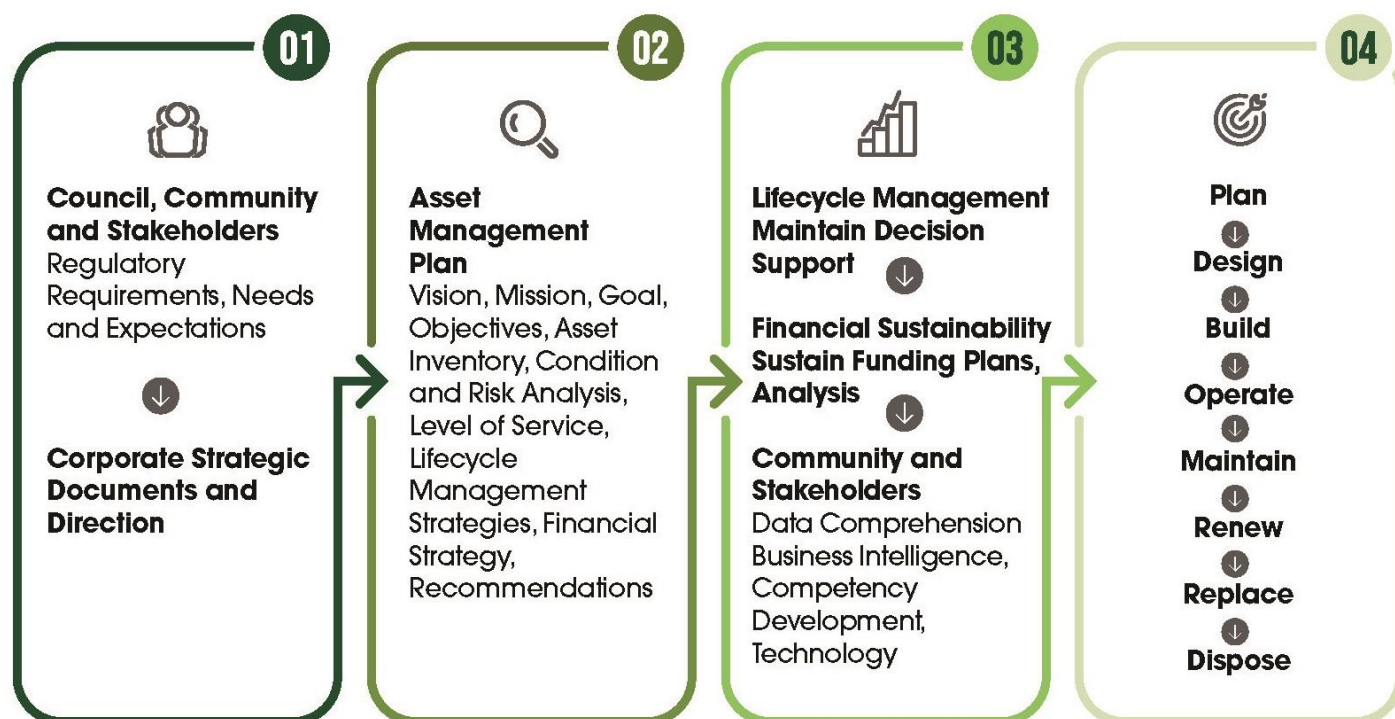 01
Council, Community
and Stakeholders
Regulatory
Requirements, Needs
and Expectations
Corporate Strategic
Documents and
Direction
02
Asset
Management
Plan
Vision, Mission, Goal,
Objectives, Asset
Inventory, Condition
and Risk Analysis,
Level of Service,
Lifecycle
Management
Strategies, Financial
Strategy,
Recommendations
03
Lifecycle Management
Maintain Decision
Support
Financial Sustainability
Sustain Funding Plans,
Analysis
Community and
Stakeholders
Data Comprehension
Business Intelligence,
Competency
Development,
Technology
04
Plan
Design
Build
Operate
Maintain
Renew
Replace
Dispose